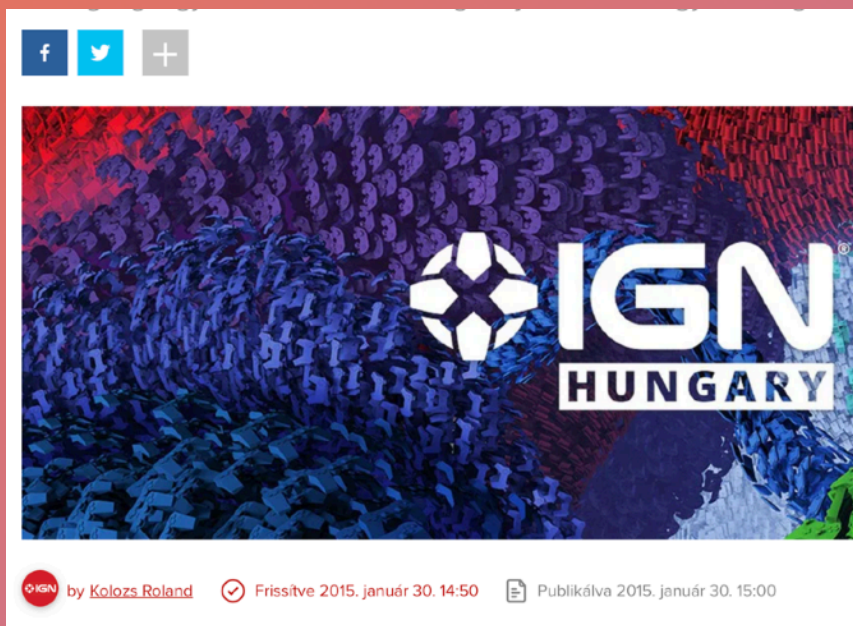 IGN®
HUNGARY
IGN by Kolozs Roland Frissítve 2015. január 30. 14:50 Publikálva 2015. január 30. 15:00